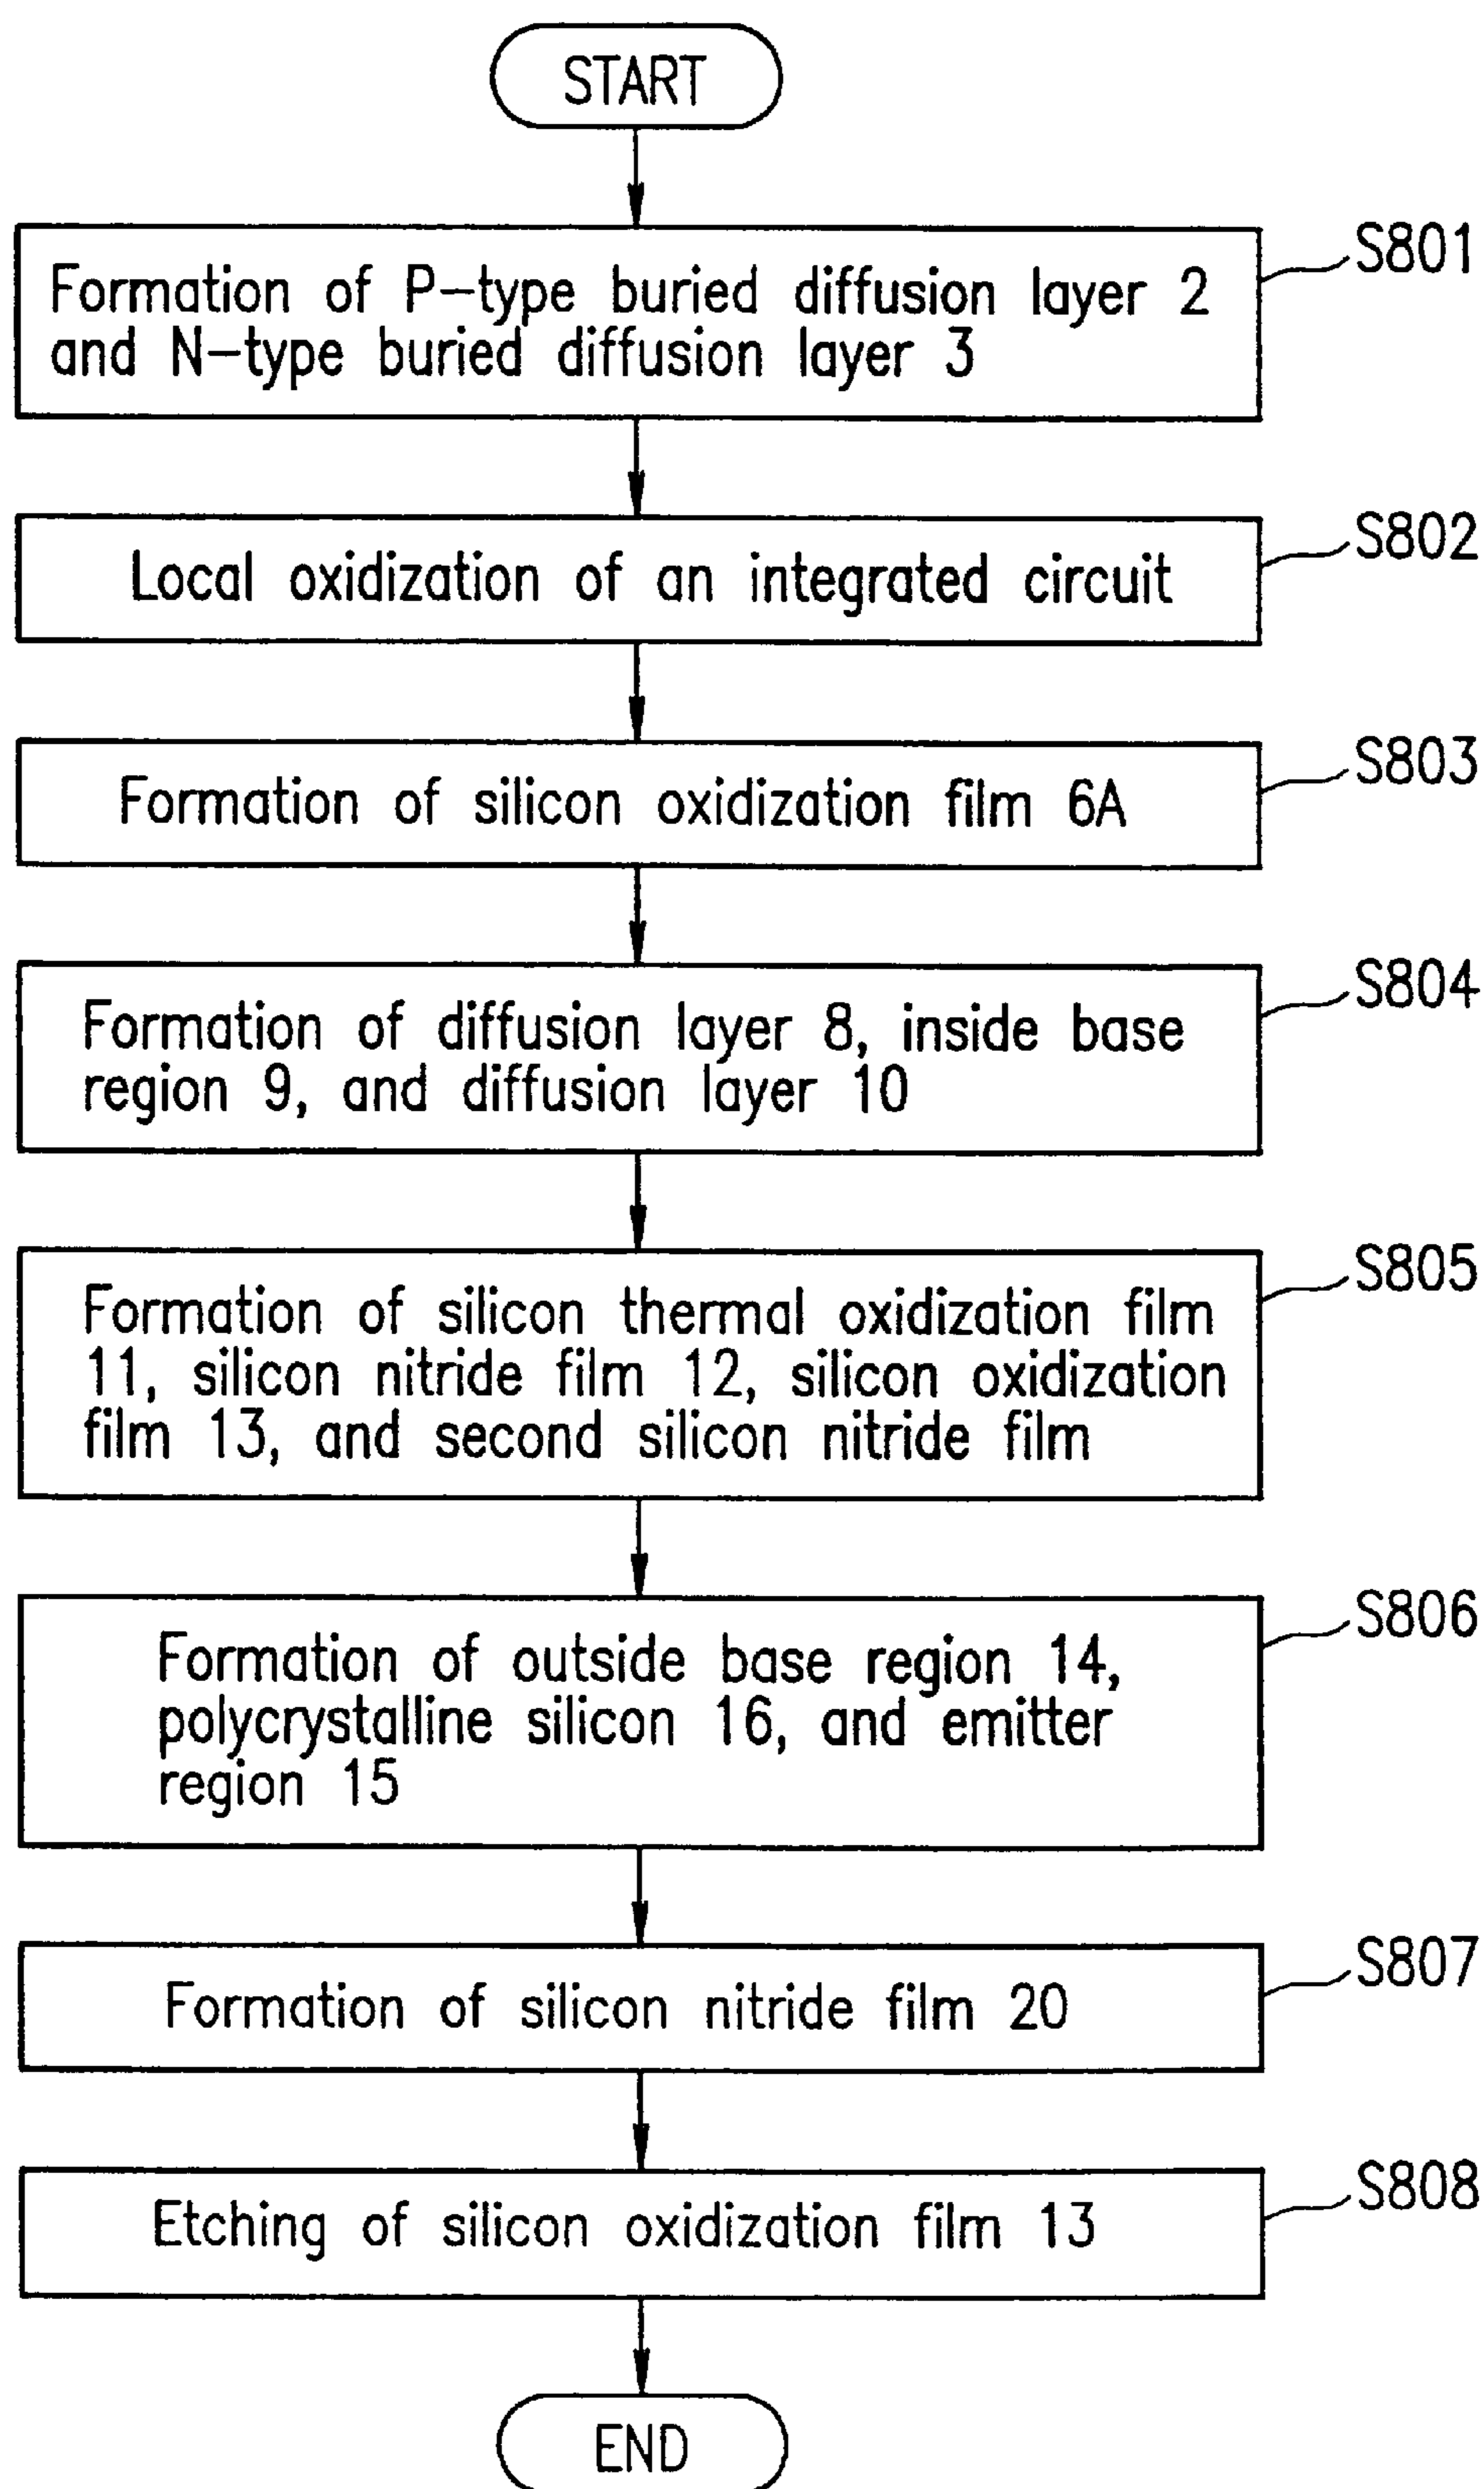 START
S801
Formation of P-type buried diffusion layer 2
and N-type buried diffusion layer 3
S802
Local oxidization of an integrated circuit
S803
Formation of silicon oxidization film 6A
S804
Formation of diffusion layer 8, inside base
region 9, and diffusion layer 10
S805
Formation of silicon thermal oxidization film
11, silicon nitride film 12, silicon oxidization
film 13, and second silicon nitride film
S806
Formation of outside base region 14,
polycrystalline silicon 16, and emitter
region 15
S807
Formation of silicon nitride film 20
S808
Etching of silicon oxidization film 13
END